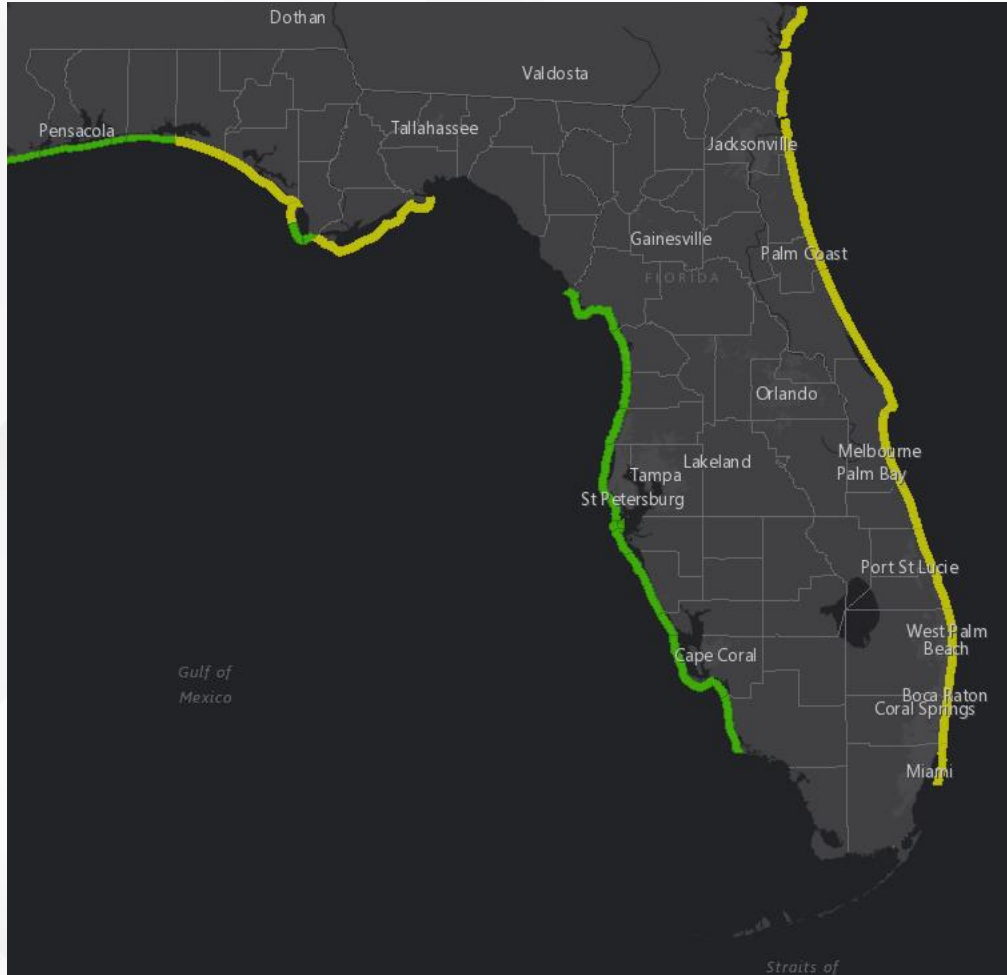 Dothan
Valdosta
Pensacola
Tallahassee
Jacksonville
Gainesville
Palm Coast
FLORIDA
Orlando
Melbourne
Lakeland
Tampa
Palm Bay
St Petersburg
Port St Lucie
West Palm
Beach
Cape Coral
Gulf of
Mexico
Boca Raton
Coral Springs
Miami
Straits of